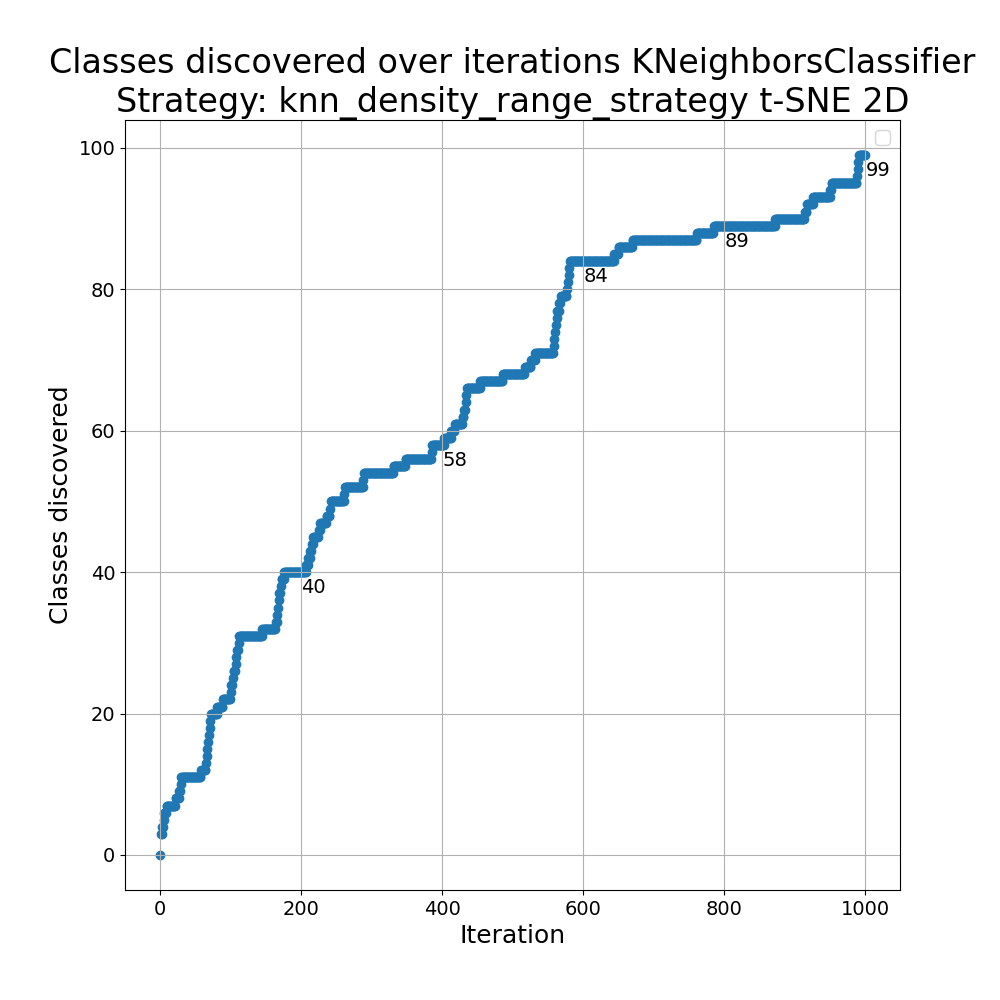 Classes discovered over iterations KNeighborsClassifier
Strategy: knn_density_range_strategy t-SNE 2D
100
80
60
40
20
0
Classes discovered
99
89
84
58
40
0 200 400 600 800 1000
Iteration